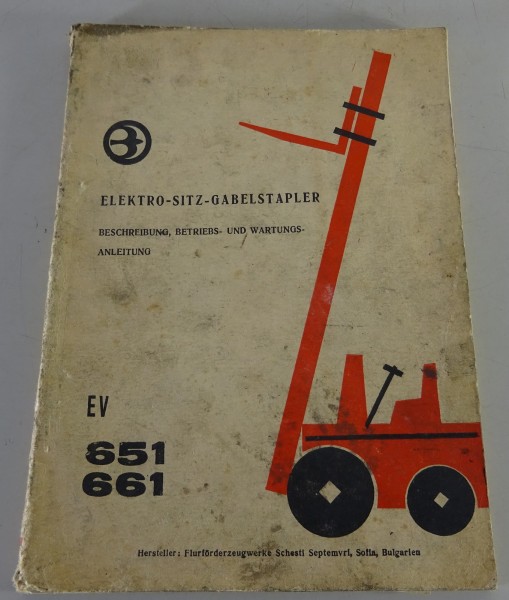 ELEKTRO-SITZ-GABELSTAPLER
BESCHREIBUNG, BETRIEBS- UND WARTUNGS-
ANLEITUNG
EV
651
661
Hersteller: Flurförderzeugwerke Schesti Septemvri, Sofia, Bulgarien